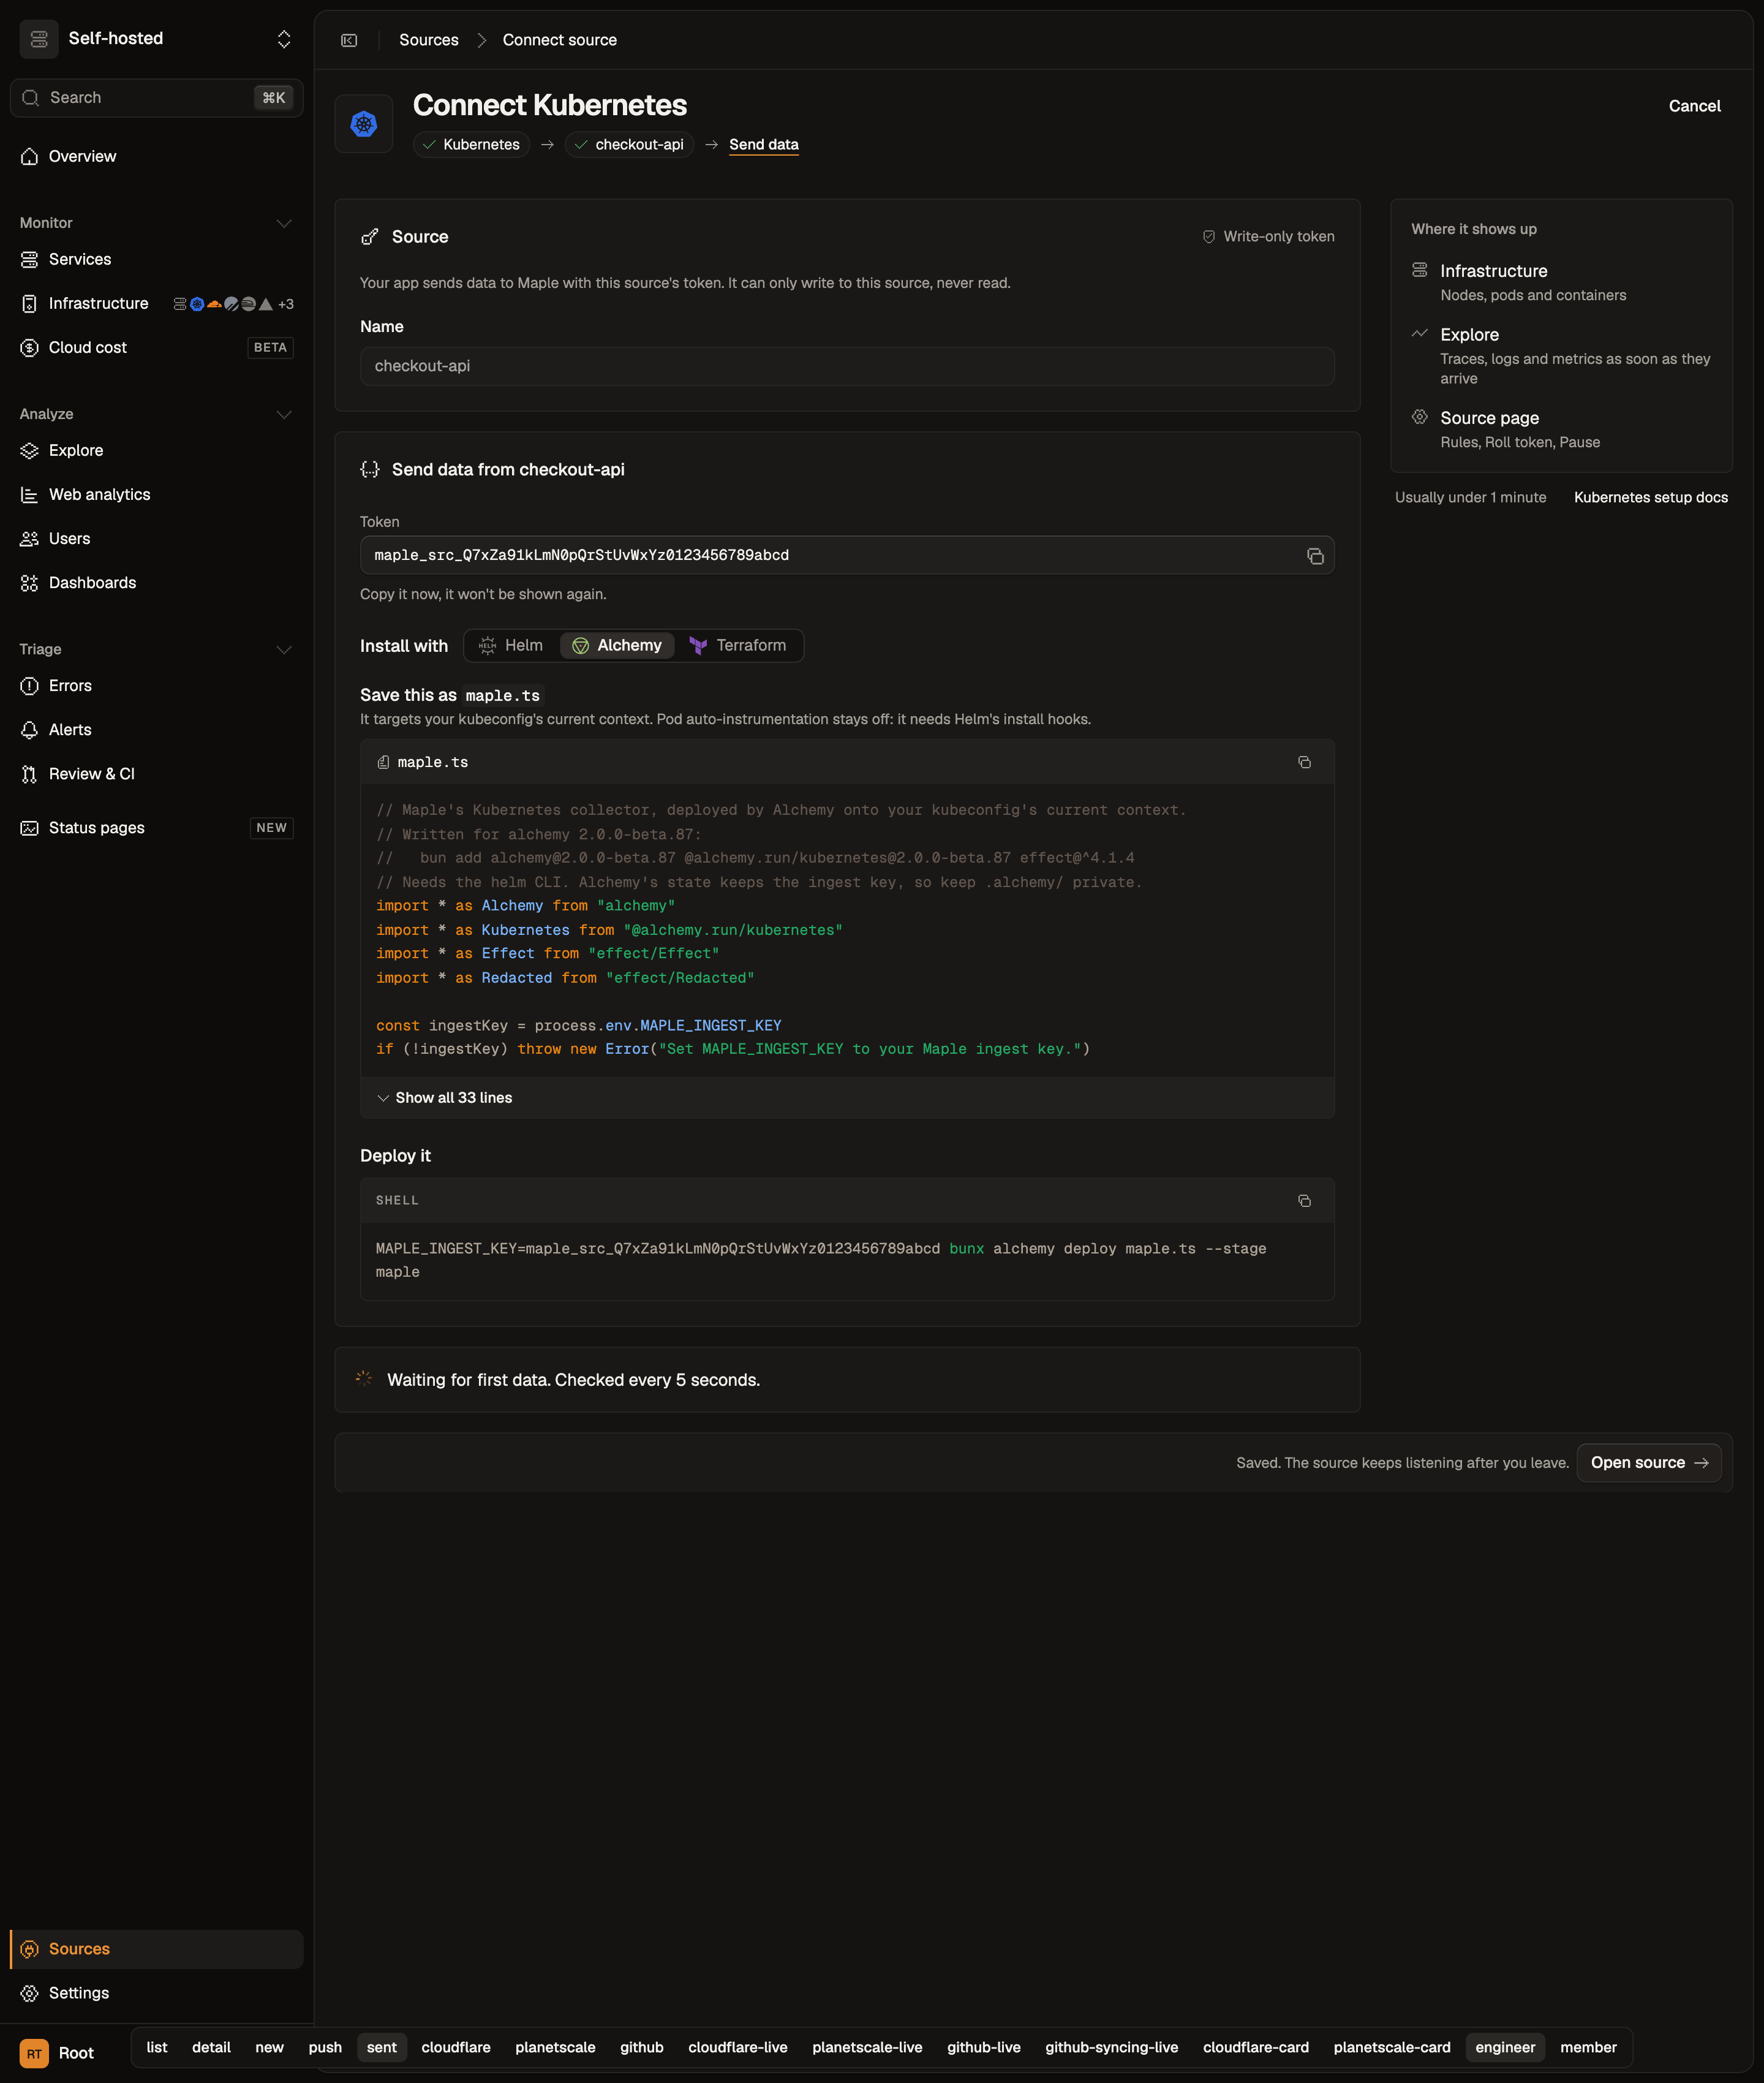 Self-hosted
Search ⌘K
Overview
Monitor
Services
Infrastructure +3
Cloud cost BETA
Analyze
Explore
Web analytics
Users
Dashboards
Triage
Errors
Alerts
Review & CI
Status pages NEW
Sources
Settings
RT Root
Sources Connect source
Connect Kubernetes
Cancel
Kubernetes → checkout-api → Send data
Source
Write-only token
Your app sends data to Maple with this source's token. It can only write to this source, never read.
Name
checkout-api
Send data from checkout-api
Token
maple_src_Q7xZa91kLmN0pQrStUvWxYz0123456789abcd
Copy it now, it won't be shown again.
Install with HELM Helm Alchemy Terraform
Save this as maple.ts
It targets your kubeconfig's current context. Pod auto-instrumentation stays off: it needs Helm's install hooks.
maple.ts
// Maple's Kubernetes collector, deployed by Alchemy onto your kubeconfig's current context.
// Written for alchemy 2.0.0-beta.87:
//   bun add alchemy@2.0.0-beta.87 @alchemy.run/kubernetes@2.0.0-beta.87 effect@^4.1.4
// Needs the helm CLI. Alchemy's state keeps the ingest key, so keep .alchemy/ private.
import * as Alchemy from "alchemy"
import * as Kubernetes from "@alchemy.run/kubernetes"
import * as Effect from "effect/Effect"
import * as Redacted from "effect/Redacted"
const ingestKey = process.env.MAPLE_INGEST_KEY
if (!ingestKey) throw new Error("Set MAPLE_INGEST_KEY to your Maple ingest key.")
Show all 33 lines
Deploy it
SHELL
MAPLE_INGEST_KEY=maple_src_Q7xZa91kLmN0pQrStUvWxYz0123456789abcd bunx alchemy deploy maple.ts --stage
maple
Waiting for first data. Checked every 5 seconds.
Saved. The source keeps listening after you leave.
Open source →
Where it shows up
Infrastructure
Nodes, pods and containers
Explore
Traces, logs and metrics as soon as they
arrive
Source page
Rules, Roll token, Pause
Usually under 1 minute
Kubernetes setup docs
list detail new push sent cloudflare planetscale github cloudflare-live planetscale-live github-live github-syncing-live cloudflare-card planetscale-card engineer member